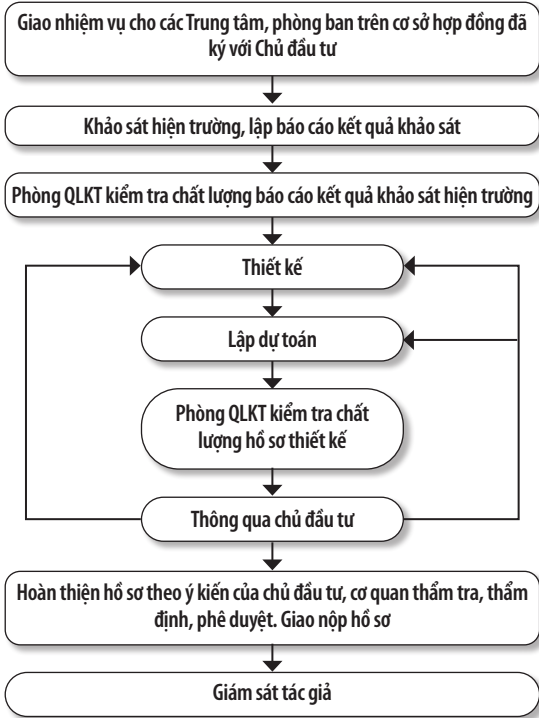 Giao nhiệm vụ cho các Trung tâm, phòng ban trên cơ sở hợp đồng đã
ký với Chủ đầu tư
Khảo sát hiện trường, lập báo cáo kết quả khảo sát
Phòng QLKT kiểm tra chất lượng báo cáo kết quả khảo sát hiện trường
Thiết kế
Lập dự toán
Phòng QLKT kiểm tra chất
lượng hồ sơ thiết kế
Thông qua chủ đầu tư
Hoàn thiện hồ sơ theo ý kiến của chủ đầu tư, cơ quan thẩm tra, thẩm
định, phê duyệt. Giao nộp hồ sơ
Giám sát tác giả